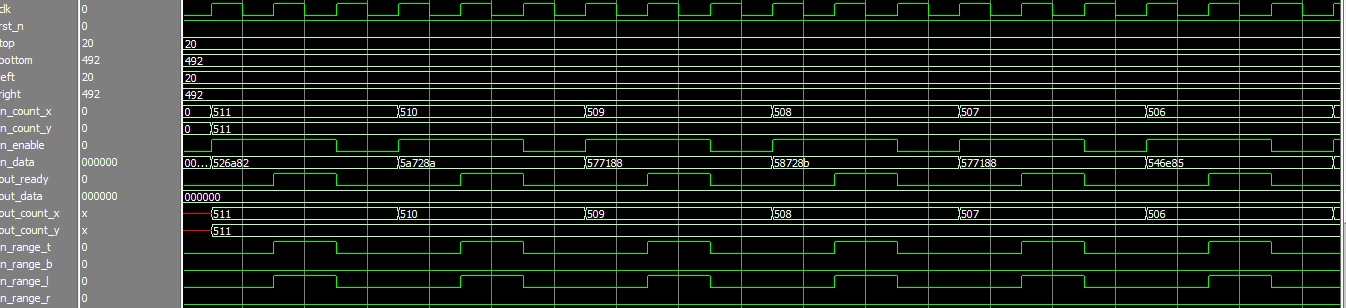 clk 0
rst_n 0
top 20 20
bottom 492 492
left 20 20
right 492 492
in_count_x 0 0 511 510 509 508 507 506
in_count_y 0 0 511
in_enable 0
in_data 000000 00... 526a82 5a728a 577188 58728b 577188 546e85
out_ready 0
out_data 000000 000000
out_count_x x 511 510 509 508 507 506
out_count_y x 511
in_range_t 0
in_range_b 0
in_range_l 0
in_range_r 0